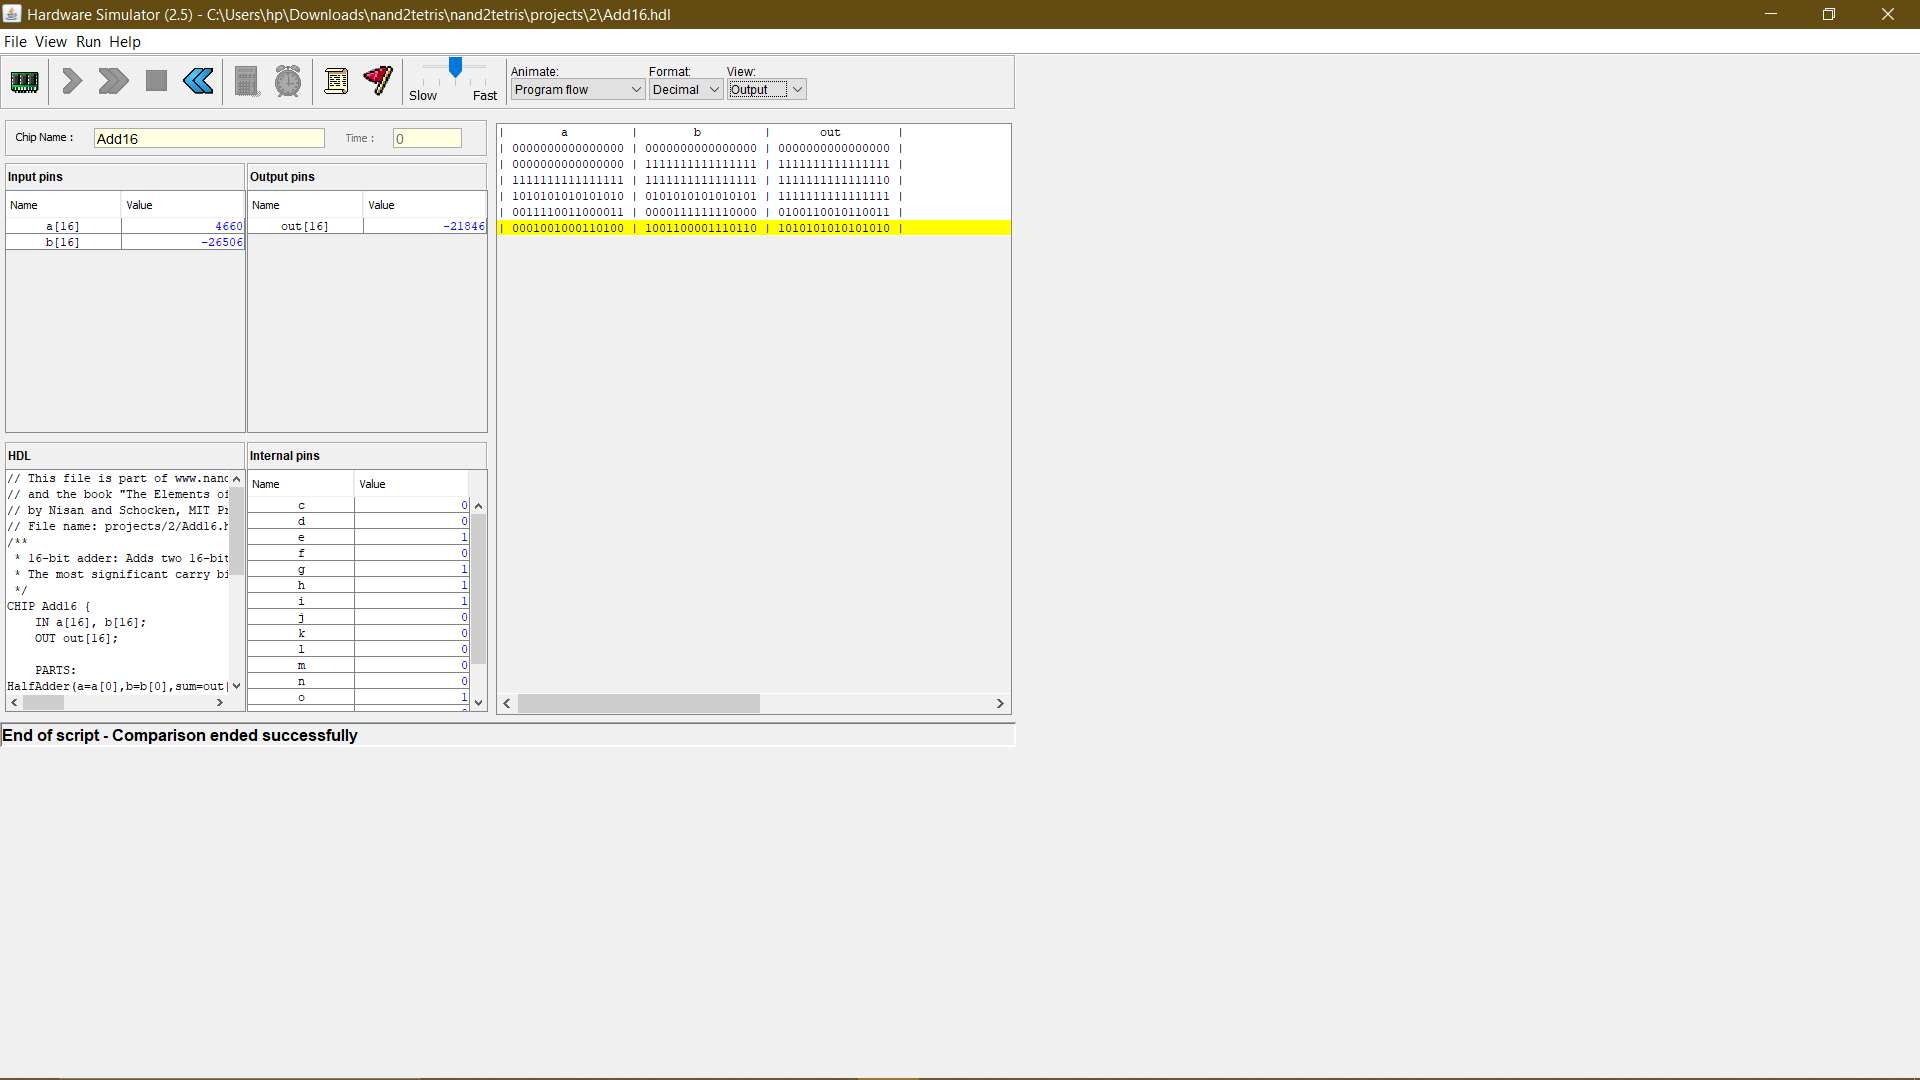 Hardware Simulator (2.5) - C:\Users\hp\Downloads\nand2tetris\nand2tetris\projects\2\Add16.hdl
File View Run Help
Slow Fast
Animate: Format: View:
Program flow Decimal Output
Chip Name : Add16 Time : 0
Input pins
Name Value
a[16] 4660
b[16] -26506
Output pins
Name Value
out[16] -21846
HDL
// This file is part of www.nand
// and the book "The Elements of
// by Nisan and Schocken, MIT Pr
// File name: projects/2/Add16.h
/**
* 16-bit adder: Adds two 16-bit
* The most significant carry bi
*/
CHIP Add16 {
IN a[16], b[16];
OUT out[16];
PARTS:
HalfAdder(a=a[0],b=b[0],sum=out[
Internal pins
Name Value
c 0
d 0
e 1
f 0
g 1
h 1
i 1
j 0
k 0
l 0
m 0
n 0
o 1
| a | b | out |
| 0000000000000000 | 0000000000000000 | 0000000000000000 |
| 0000000000000000 | 1111111111111111 | 1111111111111111 |
| 1111111111111111 | 1111111111111111 | 1111111111111110 |
| 1010101010101010 | 0101010101010101 | 1111111111111111 |
| 0011110011000011 | 0000111111110000 | 0100110010110011 |
| 0001001000110100 | 1001100001110110 | 1010101010101010 |
End of script - Comparison ended successfully